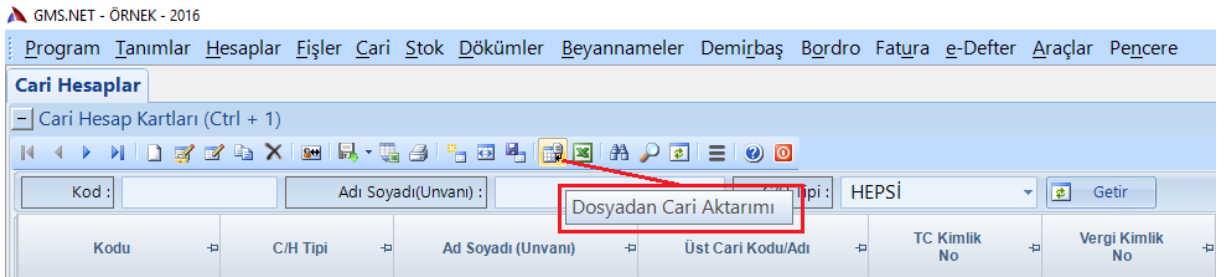 GMS.NET - ÖRNEK - 2016
Program Tanımlar Hesaplar Fişler Cari Stok Dökümler Beyannameler Demirbaş Bordro Fatura e-Defter Araçlar Pencere
Cari Hesaplar
Cari Hesap Kartları (Ctrl + 1)
Kod : Adı Soyadı(Unvanı) : Tipi : HEPSİ Getir
Dosyadan Cari Aktarımı
Kodu C/H Tipi Ad Soyadı (Unvanı) Üst Cari Kodu/Adı TC Kimlik No Vergi Kimlik No